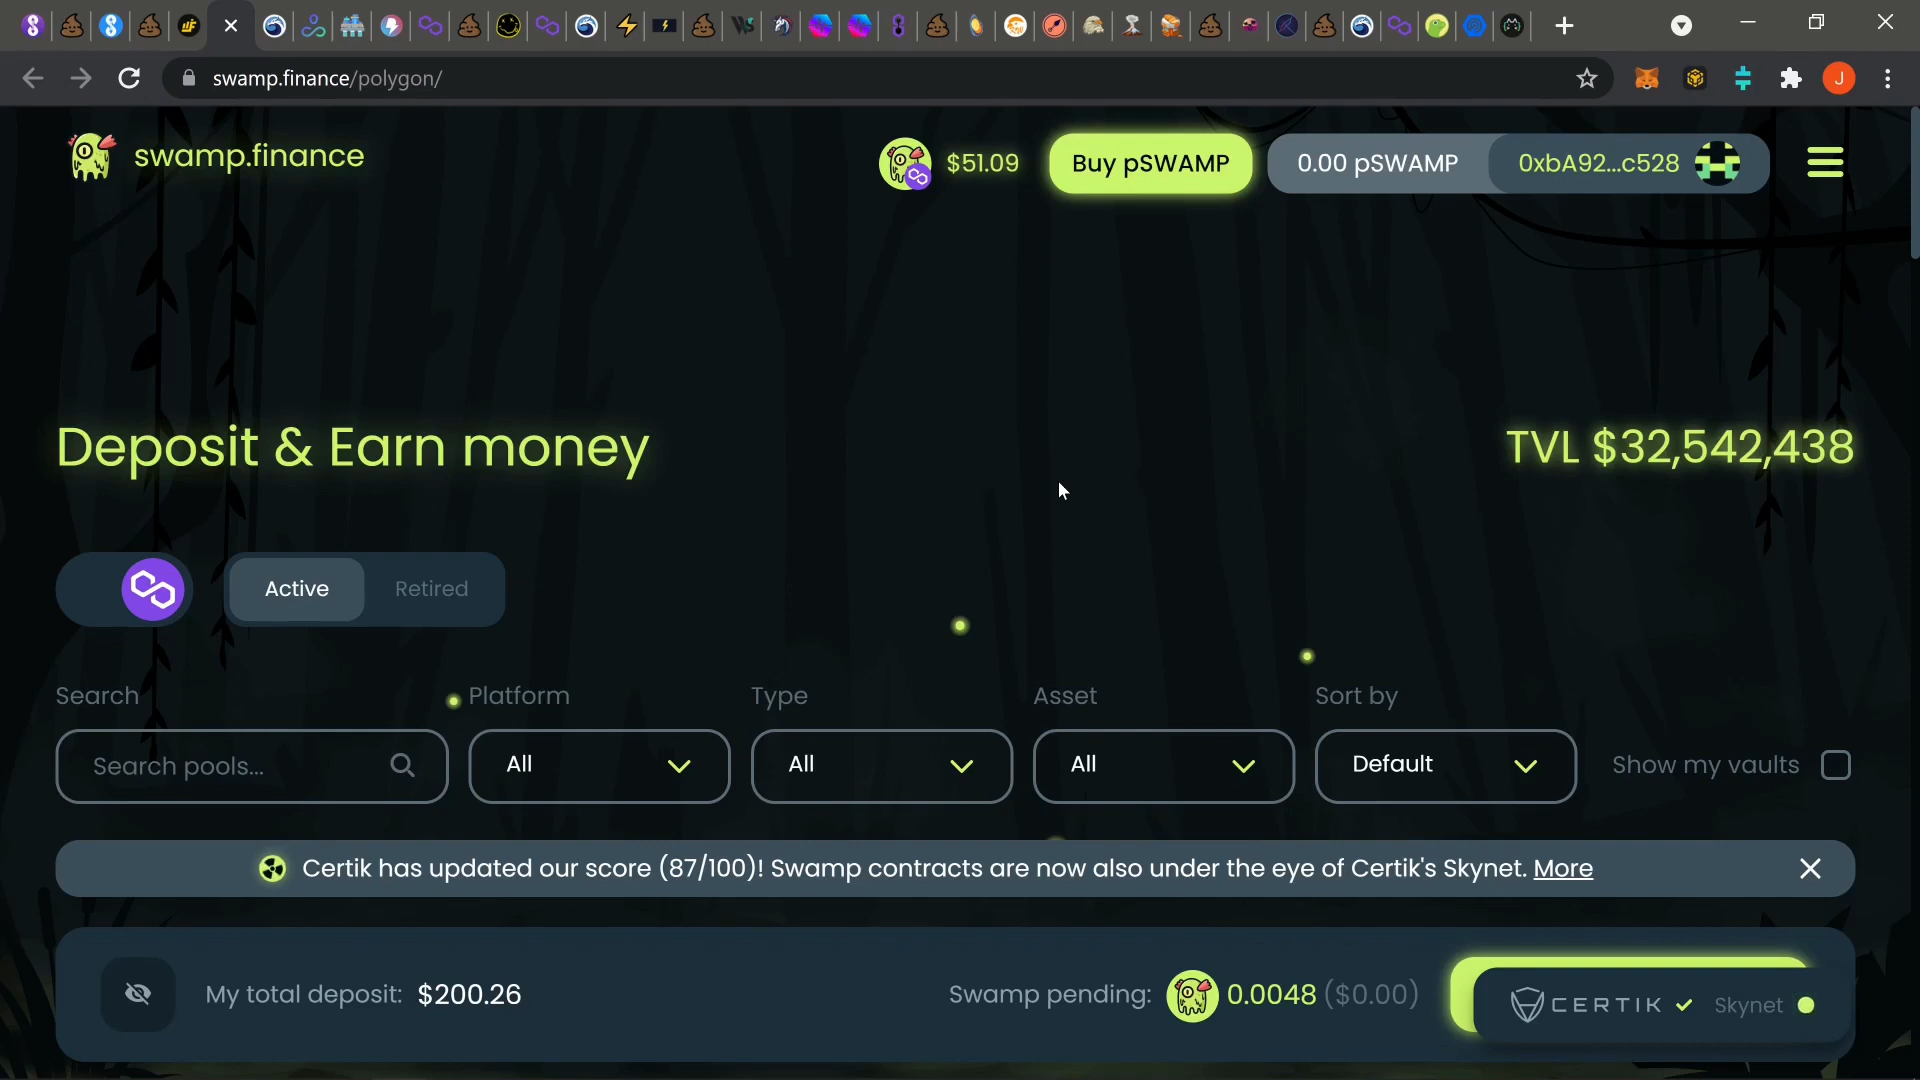 swamp.finance/polygon/
J
swamp.finance
$51.09
Buy pSWAMP
0.00 pSWAMP
0xbA92...c528
Deposit & Earn money
TVL $32,542,438
Active
Retired
Search
Platform
Type
Asset
Sort by
Search pools...
All
All
All
Default
Show my vaults
Certik has updated our score (87/100)! Swamp contracts are now also under the eye of Certik's Skynet. More
My total deposit: $200.26
Swamp pending: 0.0048 ($0.00)
CERTIK
Skynet